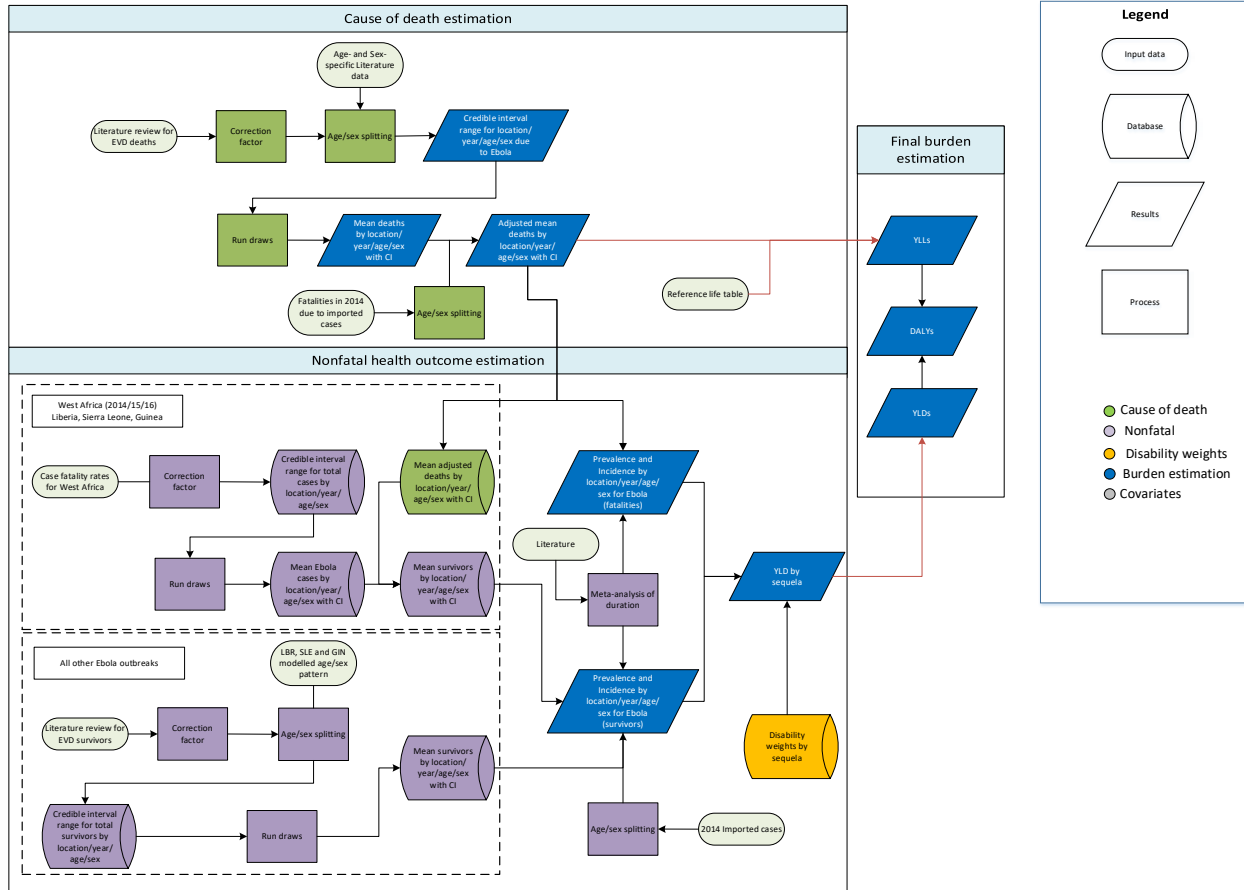 Cause of death estimation
Age- and Sex-
specific Literature
data
Literature review for
EVD deaths
Correction
factor
Age/sex splitting
Credible interval
range for location/
year/age/sex due
to Ebola
Run draws
Mean deaths
by location/
year/age/sex
with CI
Adjusted mean
deaths by
location/year/
age/sex with CI
Fatalities in 2014
due to imported
cases
Age/sex splitting
Reference life table
Final burden
estimation
YLLs
DALYs
YLDs
Nonfatal health outcome estimation
West Africa (2014/15/16)
Liberia, Sierra Leone, Guinea
Case fatality rates
for West Africa
Correction
factor
Credible interval
range for total
cases by
location/year/
age/sex
Mean adjusted
deaths by
location/year/
age/sex with CI
Run draws
Mean Ebola
cases by
location/year/
age/sex with CI
Mean survivors
by location/
year/age/sex
with CI
Prevalence and
Incidence by
location/year/age/
sex for Ebola
(fatalities)
Literature
Meta-analysis of
duration
Prevalence and
Incidence by
location/year/age/
sex for Ebola
(survivors)
YLD by
sequela
Disability
weights by
sequela
All other Ebola outbreaks
LBR, SLE and GIN
modelled age/sex
pattern
Literature review for
EVD survivors
Correction
factor
Age/sex splitting
Mean survivors
by location/
year/age/sex
with CI
Credible interval
range for total
survivors by
location/year/
age/sex
Run draws
Age/sex splitting
2014 Imported cases
Legend
Input data
Database
Results
Process
Cause of death
Nonfatal
Disability weights
Burden estimation
Covariates